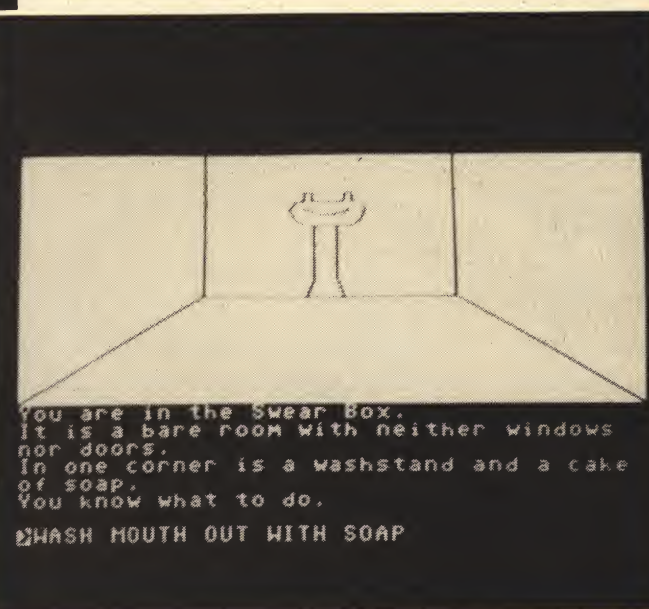 You are in the Swear Box.
It is a bare room with neither windows
nor doors.
In one corner is a washstand and a cake
of soap.
You know what to do.
WASH MOUTH OUT WITH SOAP